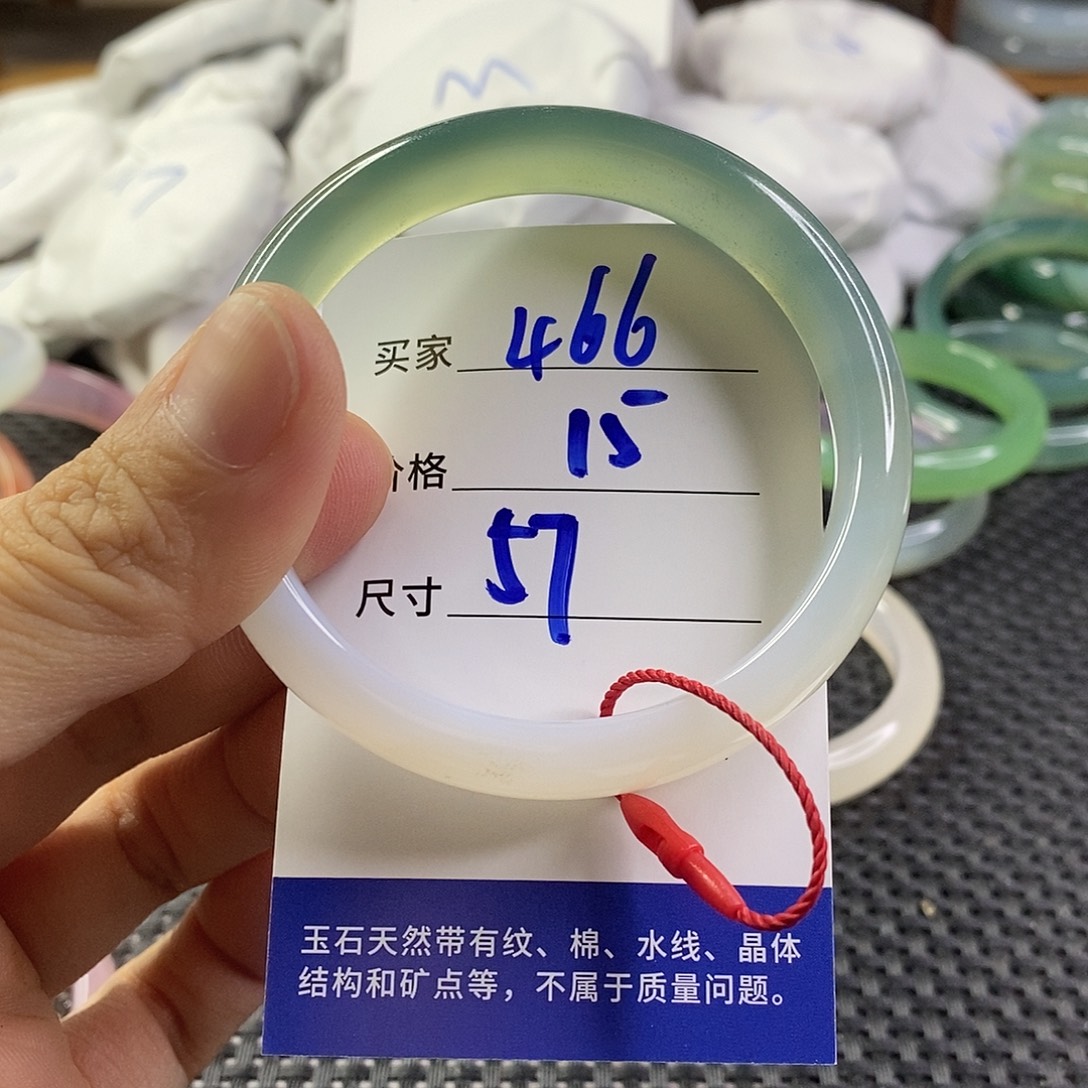 M
买家 466
价格 15
尺寸 57
玉石天然带有纹、棉、水线、晶体
结构和矿点等，不属于质量问题。